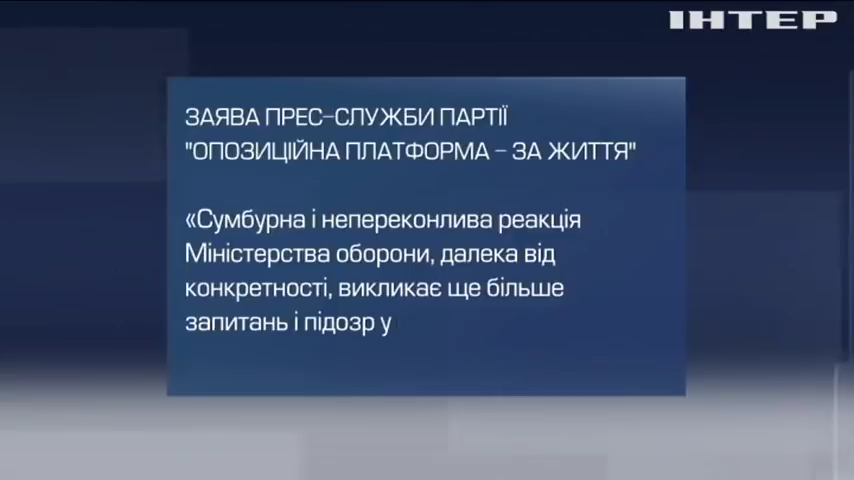 ІНТЕР
ЗАЯВА ПРЕС-СЛУЖБИ ПАРТІЇ
"ОПОЗИЦІЙНА ПЛАТФОРМА - ЗА ЖИТТЯ"
«Сумбурна і непереконлива реакція
Міністерства оборони, далека від
конкретності, викликає ще більше
запитань і підозр у